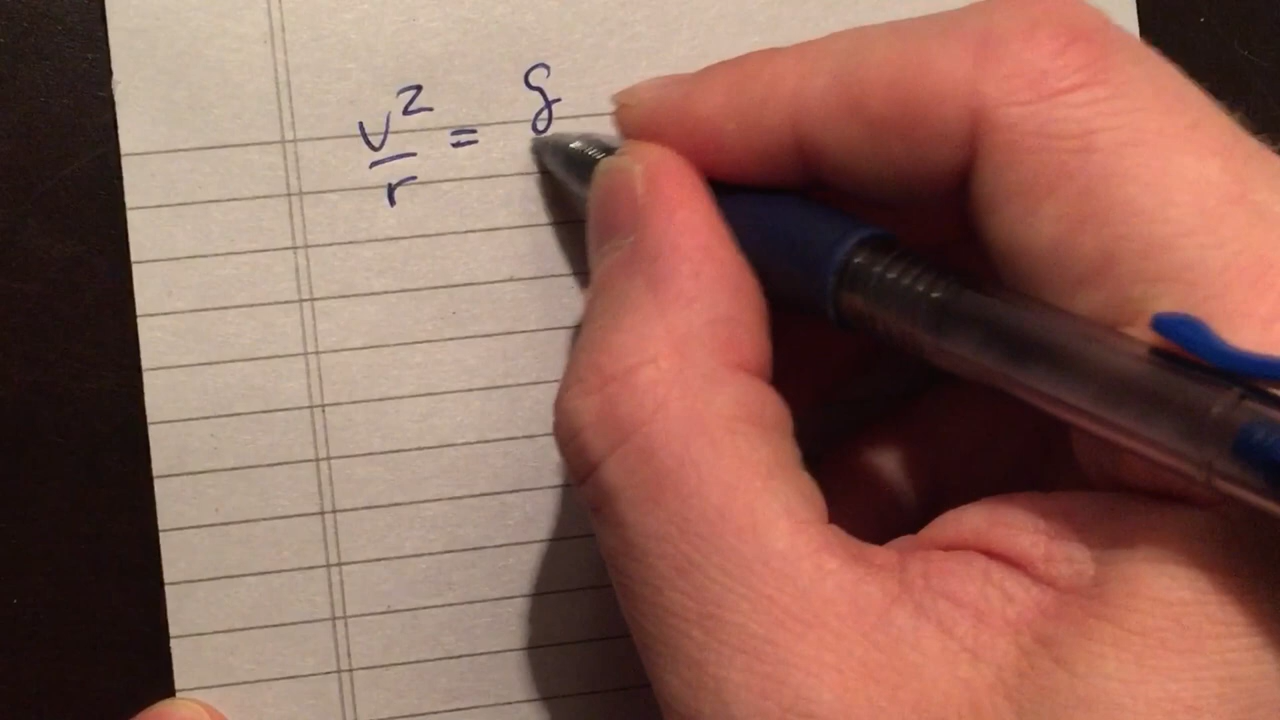 v²/r = g